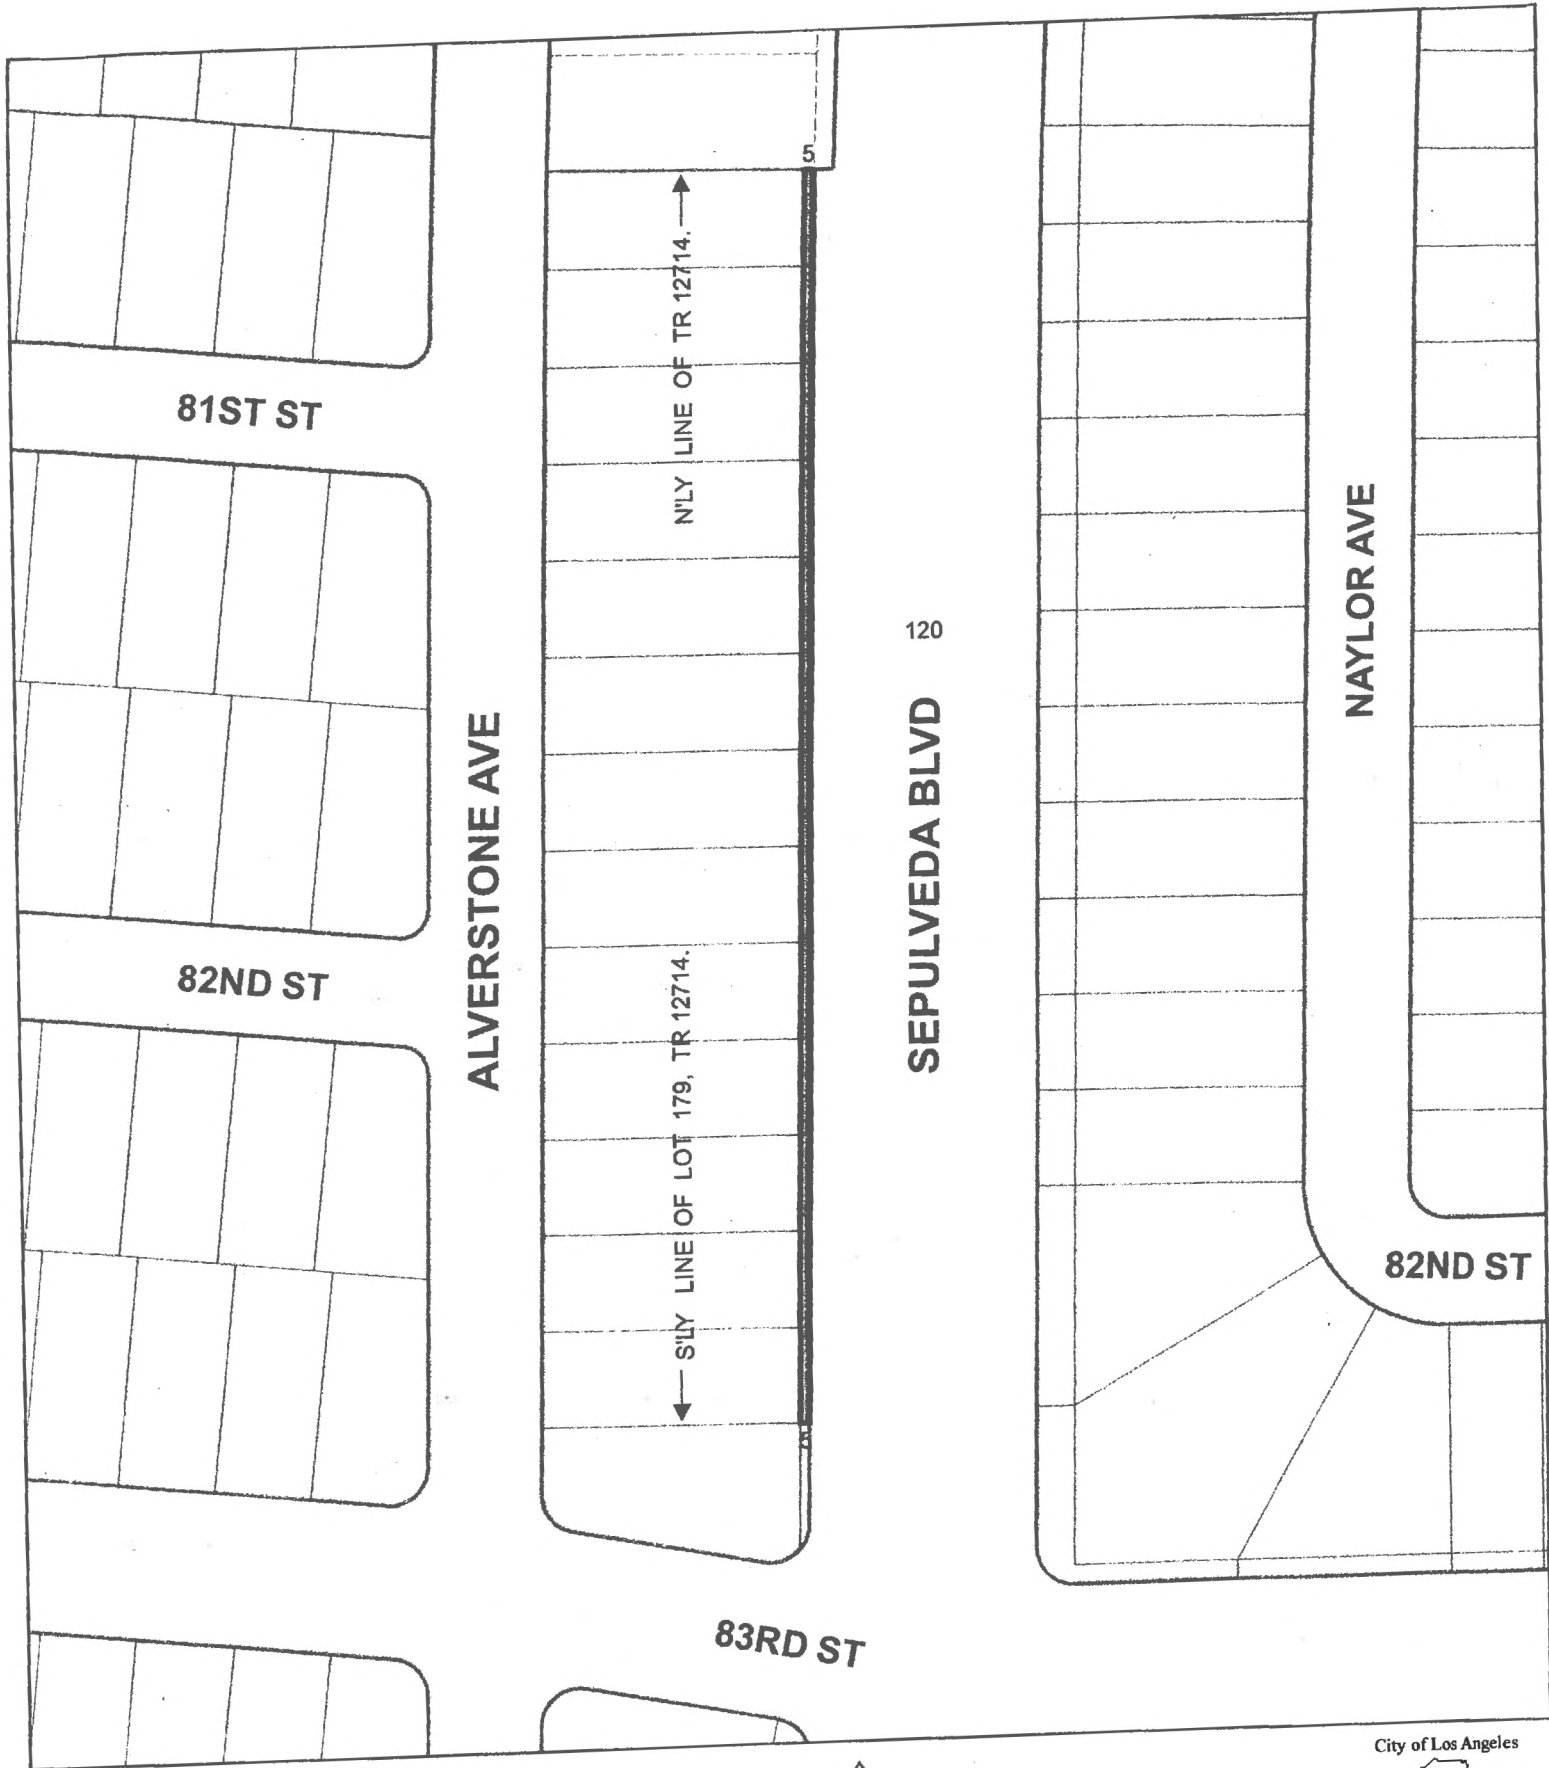 5
N'LY LINE OF TR 12714.
81ST ST
120
NAYLOR AVE
SEPULVEDA BLVD
ALVERSTONE AVE
82ND ST
S'LY LINE OF LOT 179, TR 12714.
82ND ST
83RD ST
City of Los Angeles